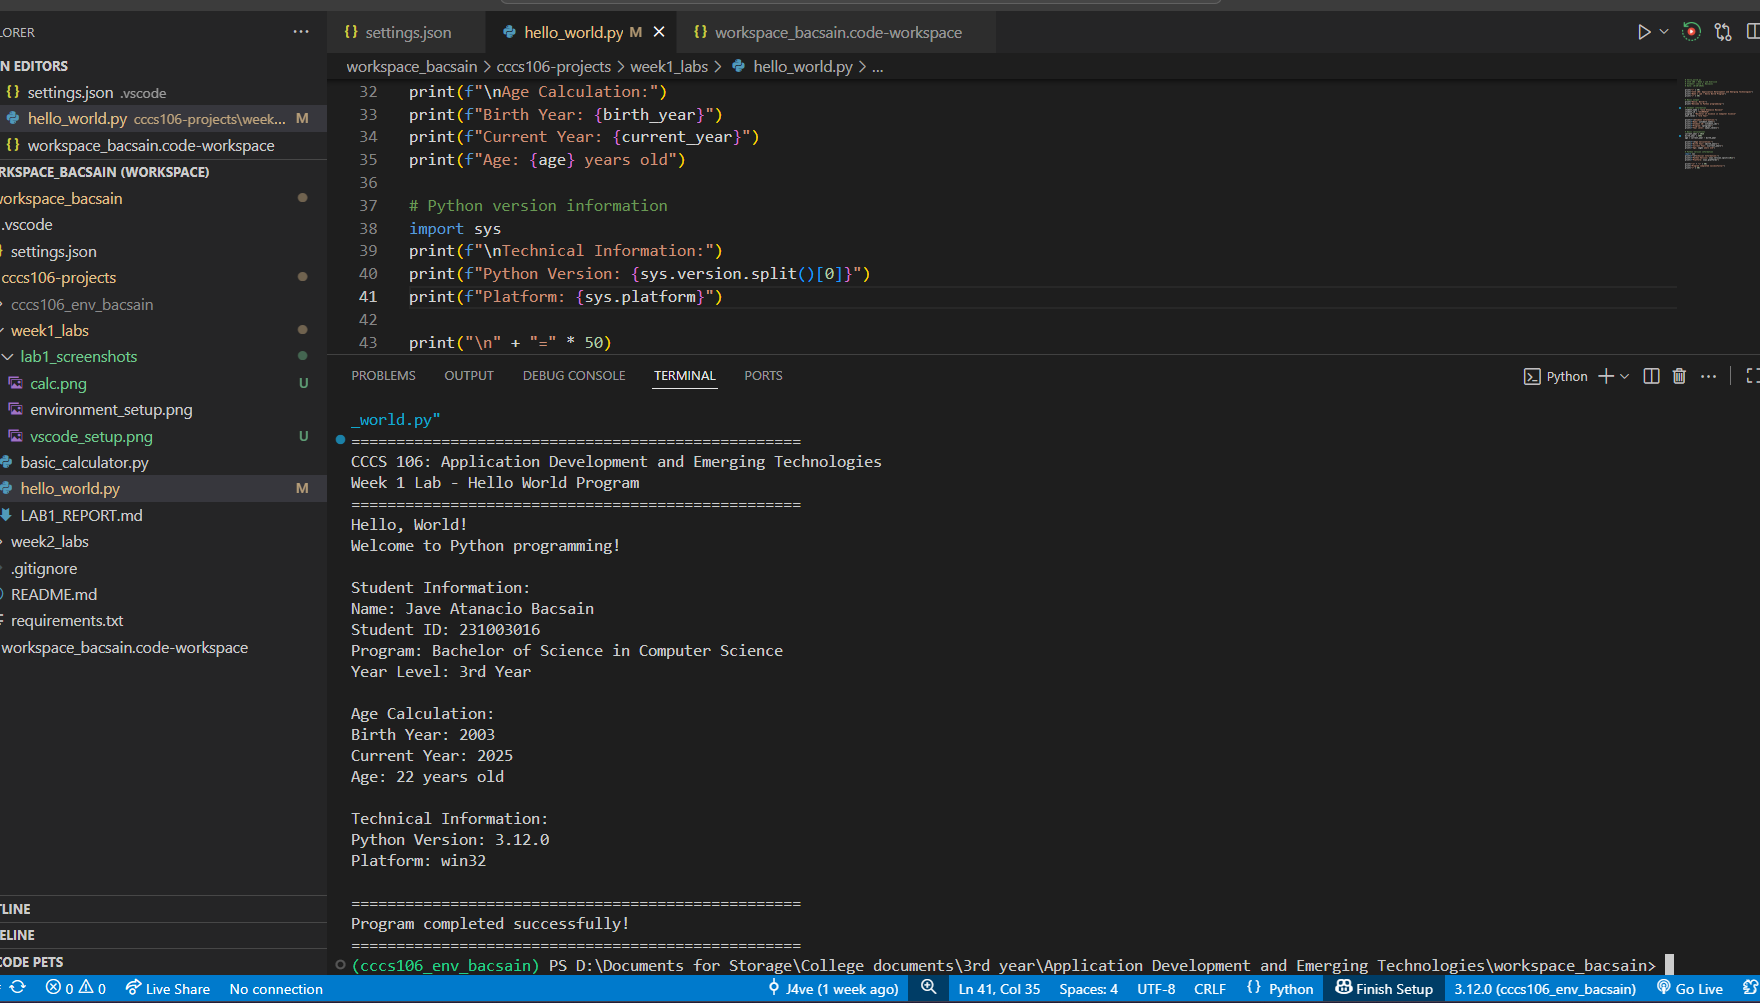 LORER
settings.json
hello_world.py M
workspace_bacsain.code-workspace
N EDITORS
settings.json .vscode
hello_world.py cccs106-projects\week... M
workspace_bacsain.code-workspace
RKSPACE_BACSAIN (WORKSPACE)
workspace_bacsain
.vscode
settings.json
cccs106-projects
cccs106_env_bacsain
week1_labs
lab1_screenshots
calc.png U
environment_setup.png
vscode_setup.png U
basic_calculator.py
hello_world.py M
LAB1_REPORT.md
week2_labs
.gitignore
README.md
requirements.txt
workspace_bacsain.code-workspace
TLINE
ELINE
CODE PETS
workspace_bacsain > cccs106-projects > week1_labs > hello_world.py > ...
32 print(f"\nAge Calculation:")
33 print(f"Birth Year: {birth_year}")
34 print(f"Current Year: {current_year}")
35 print(f"Age: {age} years old")
36
37 # Python version information
38 import sys
39 print(f"\nTechnical Information:")
40 print(f"Python Version: {sys.version.split()[0]}")
41 print(f"Platform: {sys.platform}")
42
43 print("\n" + "=" * 50)
PROBLEMS OUTPUT DEBUG CONSOLE TERMINAL PORTS
Python
_world.py"
==================================================
CCCS 106: Application Development and Emerging Technologies
Week 1 Lab - Hello World Program
==================================================
Hello, World!
Welcome to Python programming!
Student Information:
Name: Jave Atanacio Bacsain
Student ID: 231003016
Program: Bachelor of Science in Computer Science
Year Level: 3rd Year
Age Calculation:
Birth Year: 2003
Current Year: 2025
Age: 22 years old
Technical Information:
Python Version: 3.12.0
Platform: win32
==================================================
Program completed successfully!
==================================================
(cccs106_env_bacsain) PS D:\Documents for Storage\College documents\3rd year\Application Development and Emerging Technologies\workspace_bacsain>
0 0 Live Share No connection J4ve (1 week ago) Ln 41, Col 35 Spaces: 4 UTF-8 CRLF {} Python Finish Setup 3.12.0 (cccs106_env_bacsain) Go Live